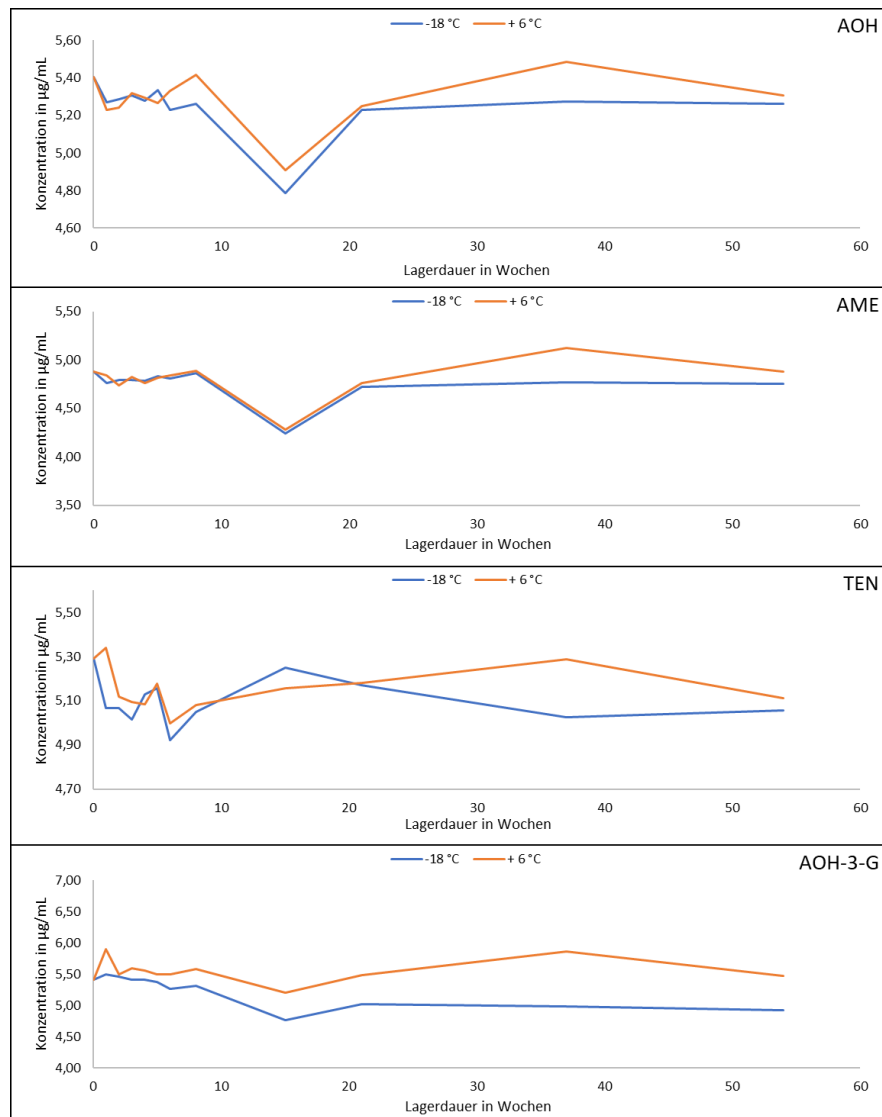 -18 °C + 6 °C AOH
5,60
5,40
5,20
5,00
4,80
4,60
Konzentration in µg/mL
0 10 20 30 40 50 60
Lagerdauer in Wochen
-18 °C + 6 °C AME
5,50
5,00
4,50
4,00
3,50
Konzentration in µg/mL
0 10 20 30 40 50 60
Lagerdauer in Wochen
-18 °C + 6 °C TEN
5,50
5,30
5,10
4,90
4,70
Konzentrationin µg/mL
0 10 20 30 40 50 60
Lagerdauer in Wochen
-18 °C + 6 °C AOH-3-G
7,00
6,50
6,00
5,50
5,00
4,50
4,00
Konzentration in µg/mL
0 10 20 30 40 50 60
Lagerdauer in Wochen